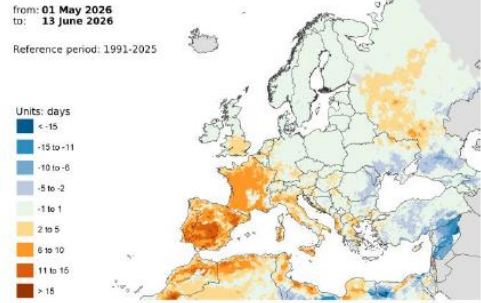 from: 01 May 2026
to: 13 June 2026
Reference period: 1991-2025
Units: days
< -15
-15 to -11
-10 to -6
-5 to -2
-1 to 1
2 to 5
6 to 10
11 to 15
> 15